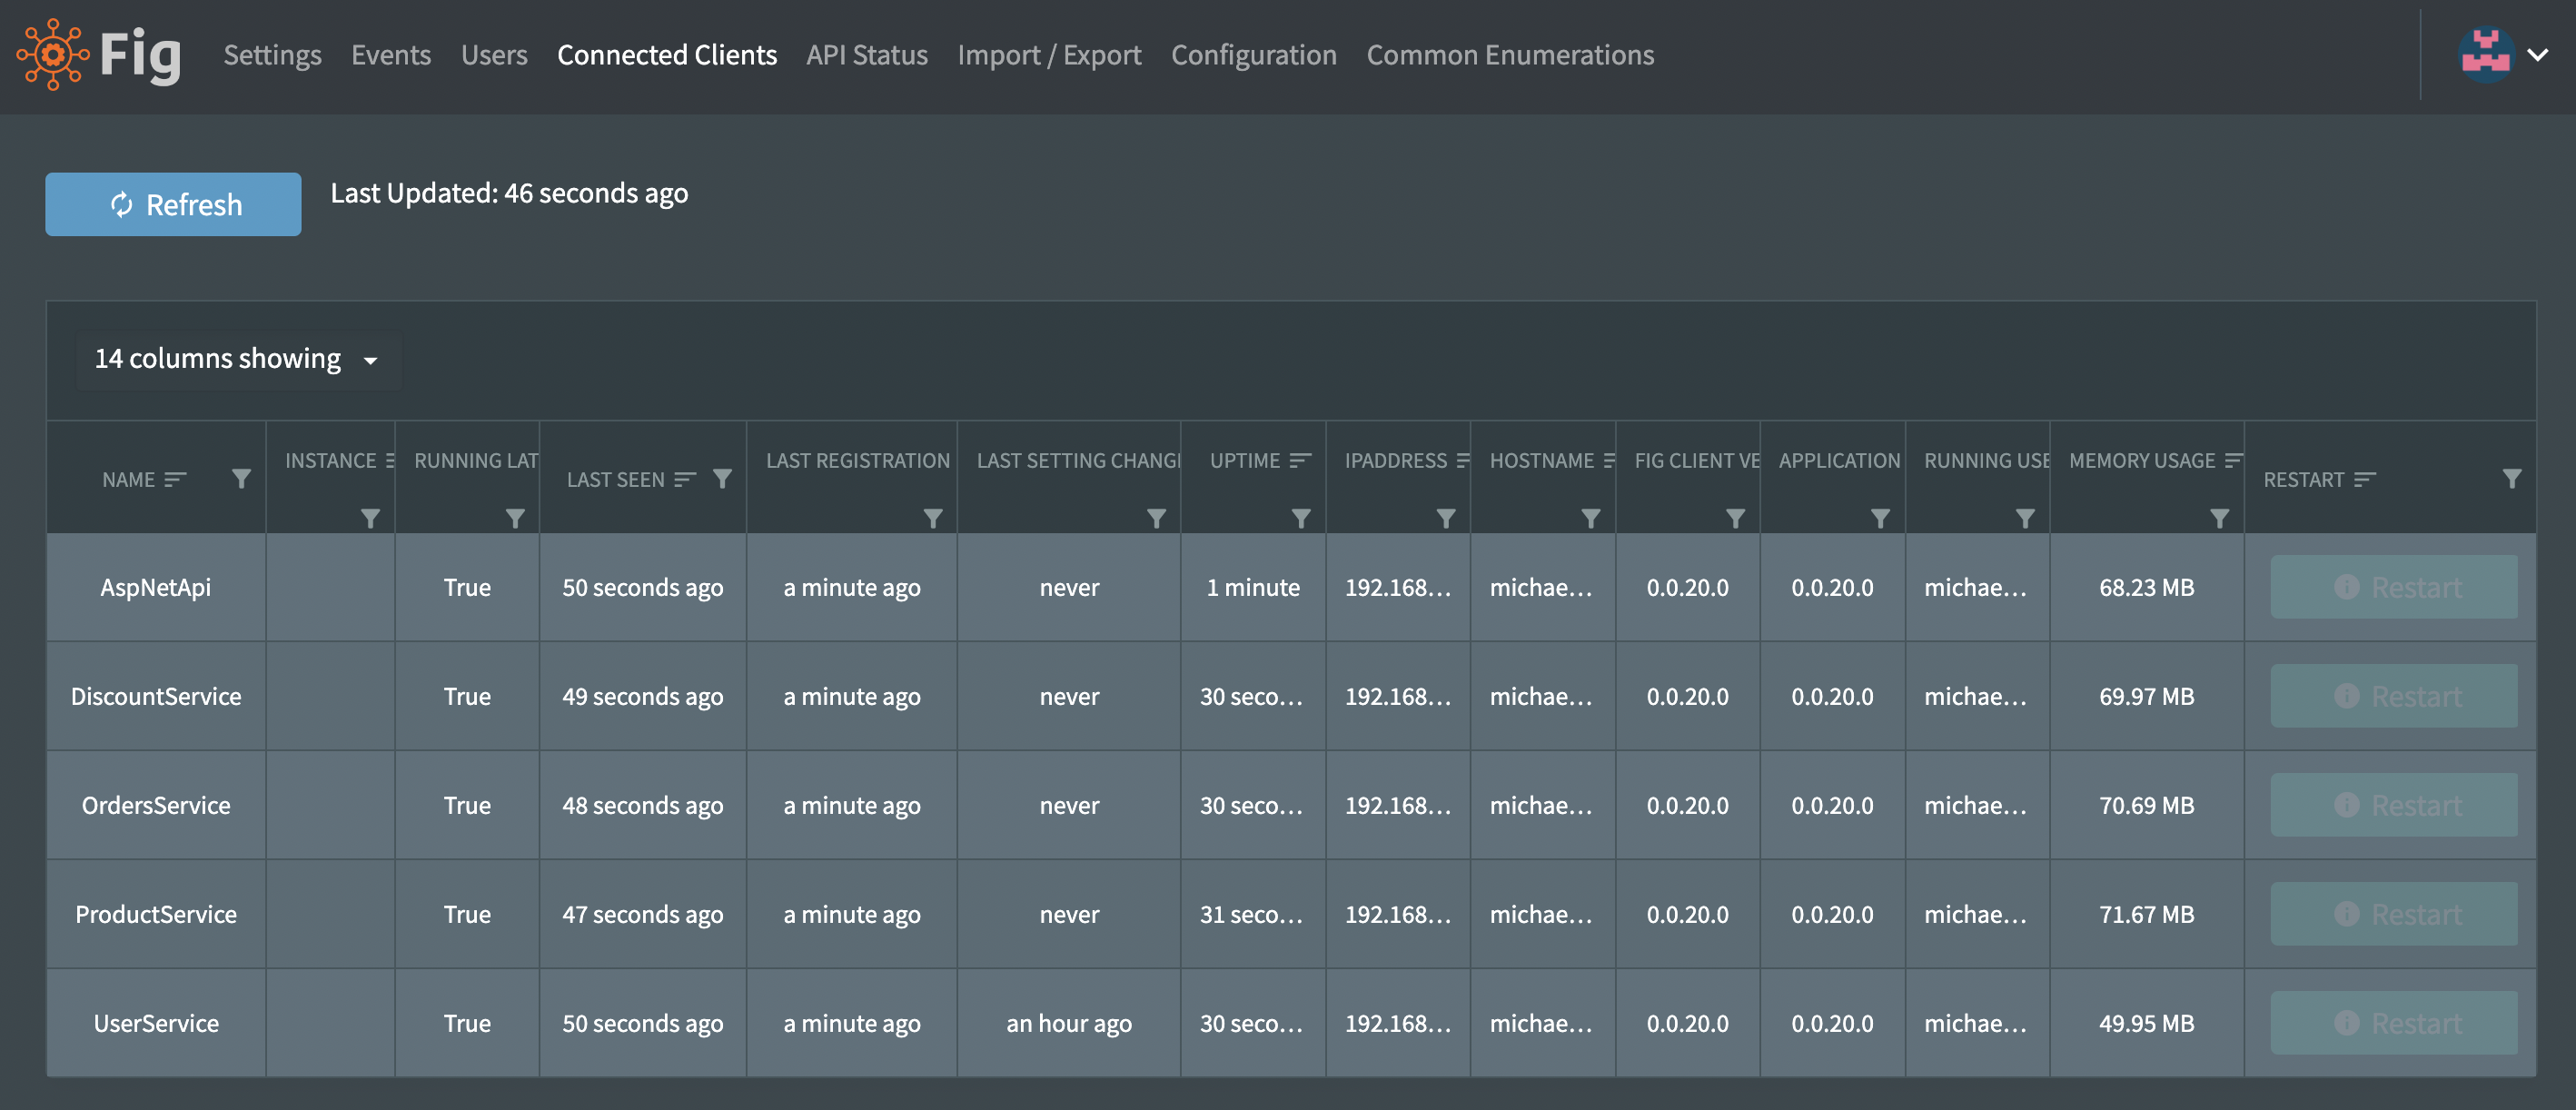 Fig Settings Events Users Connected Clients API Status Import / Export Configuration Common Enumerations
Refresh Last Updated: 46 seconds ago
14 columns showing
NAME INSTANCE RUNNING LAT LAST SEEN LAST REGISTRATION LAST SETTING CHANG UPTIME IPADDRESS HOSTNAME FIG CLIENT VE APPLICATION RUNNING USE MEMORY USAGE RESTART
AspNetApi True 50 seconds ago a minute ago never 1 minute 192.168... michae... 0.0.20.0 0.0.20.0 michae... 68.23 MB Restart
DiscountService True 49 seconds ago a minute ago never 30 seco... 192.168... michae... 0.0.20.0 0.0.20.0 michae... 69.97 MB Restart
OrdersService True 48 seconds ago a minute ago never 30 seco... 192.168... michae... 0.0.20.0 0.0.20.0 michae... 70.69 MB Restart
ProductService True 47 seconds ago a minute ago never 31 seco... 192.168... michae... 0.0.20.0 0.0.20.0 michae... 71.67 MB Restart
UserService True 50 seconds ago a minute ago an hour ago 30 seco... 192.168... michae... 0.0.20.0 0.0.20.0 michae... 49.95 MB Restart